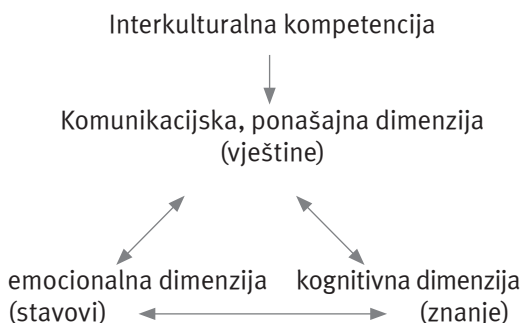 Interkulturalna kompetencija
Komunikacijska, ponašajna dimenzija
(vještine)
emocionalna dimenzija
(stavovi)
kognitivna dimenzija
(znanje)